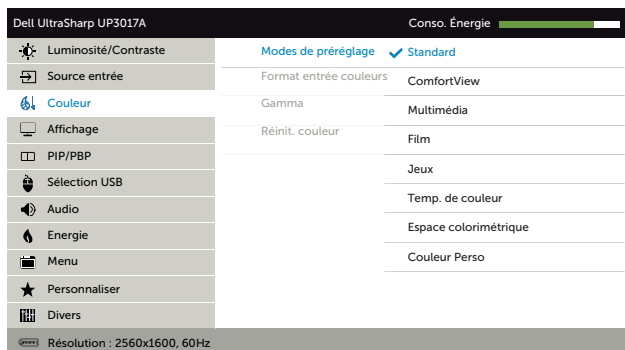 Dell UltraSharp UP3017A Conso. Énergie
Luminosité/Contraste Modes de préréglage Standard
Source entrée Format entrée couleurs ComfortView
Couleur Gamma Multimédia
Affichage Réinit. couleur Film
PIP/PBP Jeux
Sélection USB Temp. de couleur
Audio Espace colorimétrique
Energie Couleur Perso
Menu
Personnaliser
Divers
Résolution : 2560x1600, 60Hz